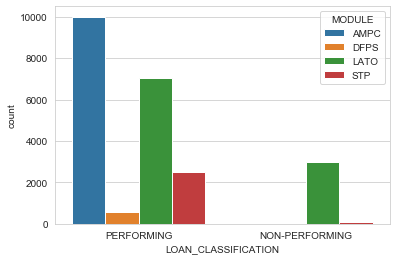 10000
8000
6000
4000
2000
0
count
PERFORMING
NON-PERFORMING
LOAN_CLASSIFICATION
MODULE
AMPC
DFPS
LATO
STP